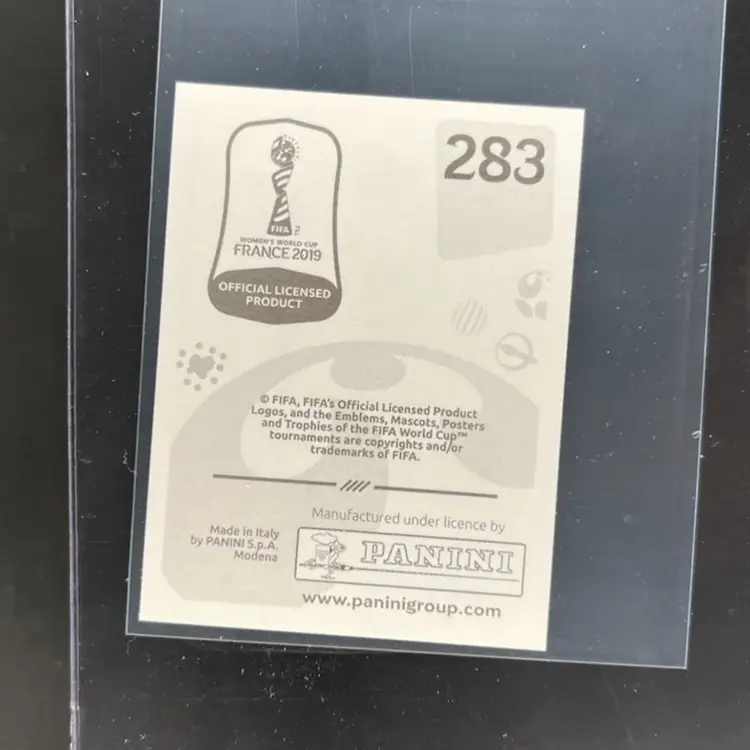 283
FIFA
WOMEN'S WORLD CUP
FRANCE 2019
OFFICIAL LICENSED
PRODUCT
© FIFA, FIFA's Official Licensed Product
Logos, and the Emblems, Mascots, Posters
and Trophies of the FIFA World Cup™
tournaments are copyrights and/or
trademarks of FIFA.
Manufactured under licence by
Made in Italy
by PANINI S.p.A.
Modena
PANINI
www.paninigroup.com